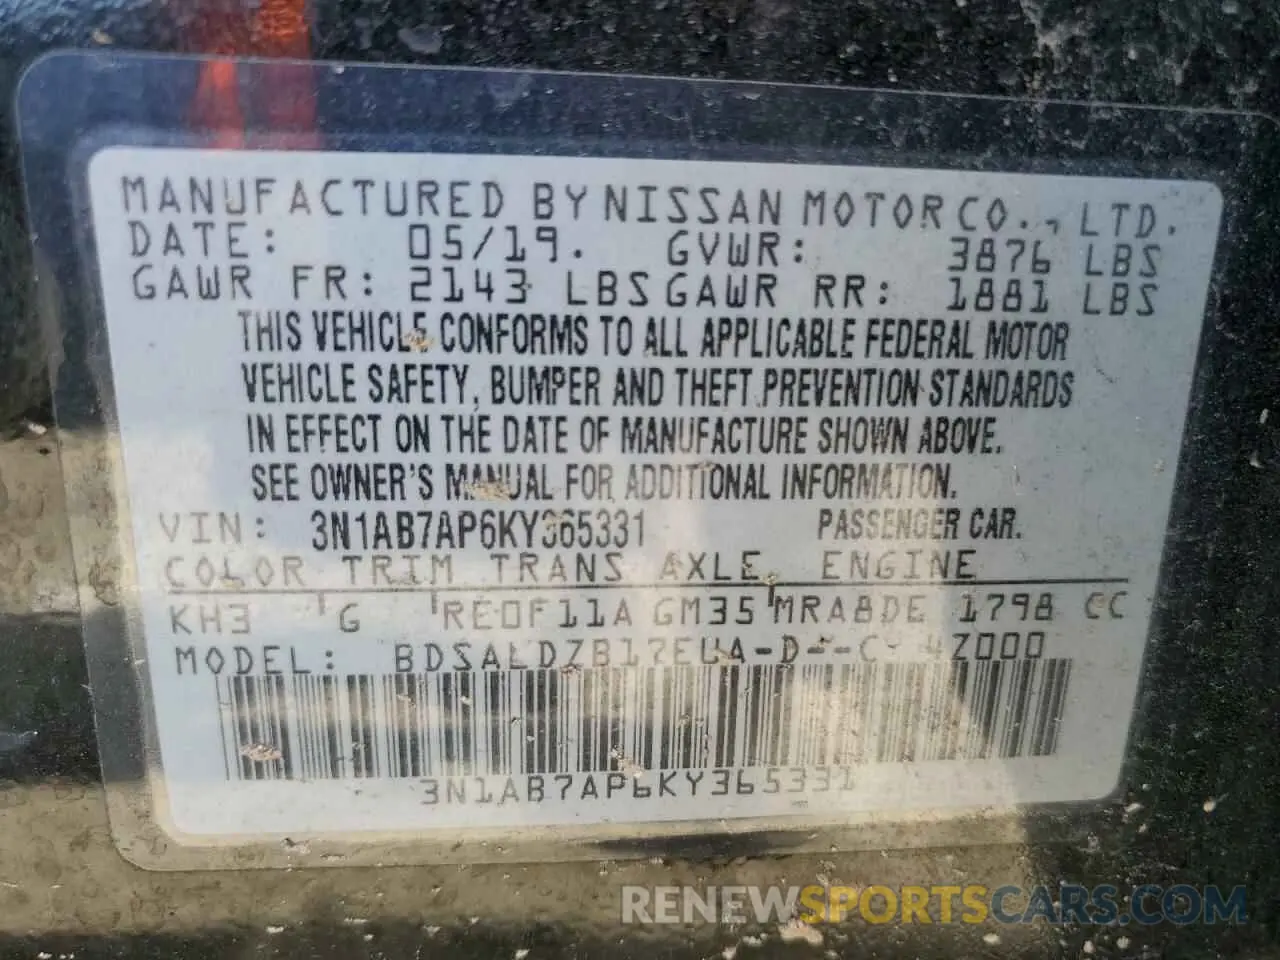 MANUFACTURED BY NISSAN MOTOR CO., LTD.
DATE: 05/19. GVWR: 3876 LBS
GAWR FR: 2143 LBS GAWR RR: 1881 LBS
THIS VEHICLE CONFORMS TO ALL APPLICABLE FEDERAL MOTOR
VEHICLE SAFETY, BUMPER AND THEFT PREVENTION STANDARDS
IN EFFECT ON THE DATE OF MANUFACTURE SHOWN ABOVE.
SEE OWNER'S MANUAL FOR ADDITIONAL INFORMATION.
VIN: 3N1AB7AP6KY365331 PASSENGER CAR.
COLOR TRIM TRANS AXLE ENGINE
KH3 G RE0F11A GM35 MRA8DE 1798 CC
MODEL: BDSALDZB17EUA-D--C-4Z000
3N1AB7AP6KY365331
RENEWSPORTSCARS.COM